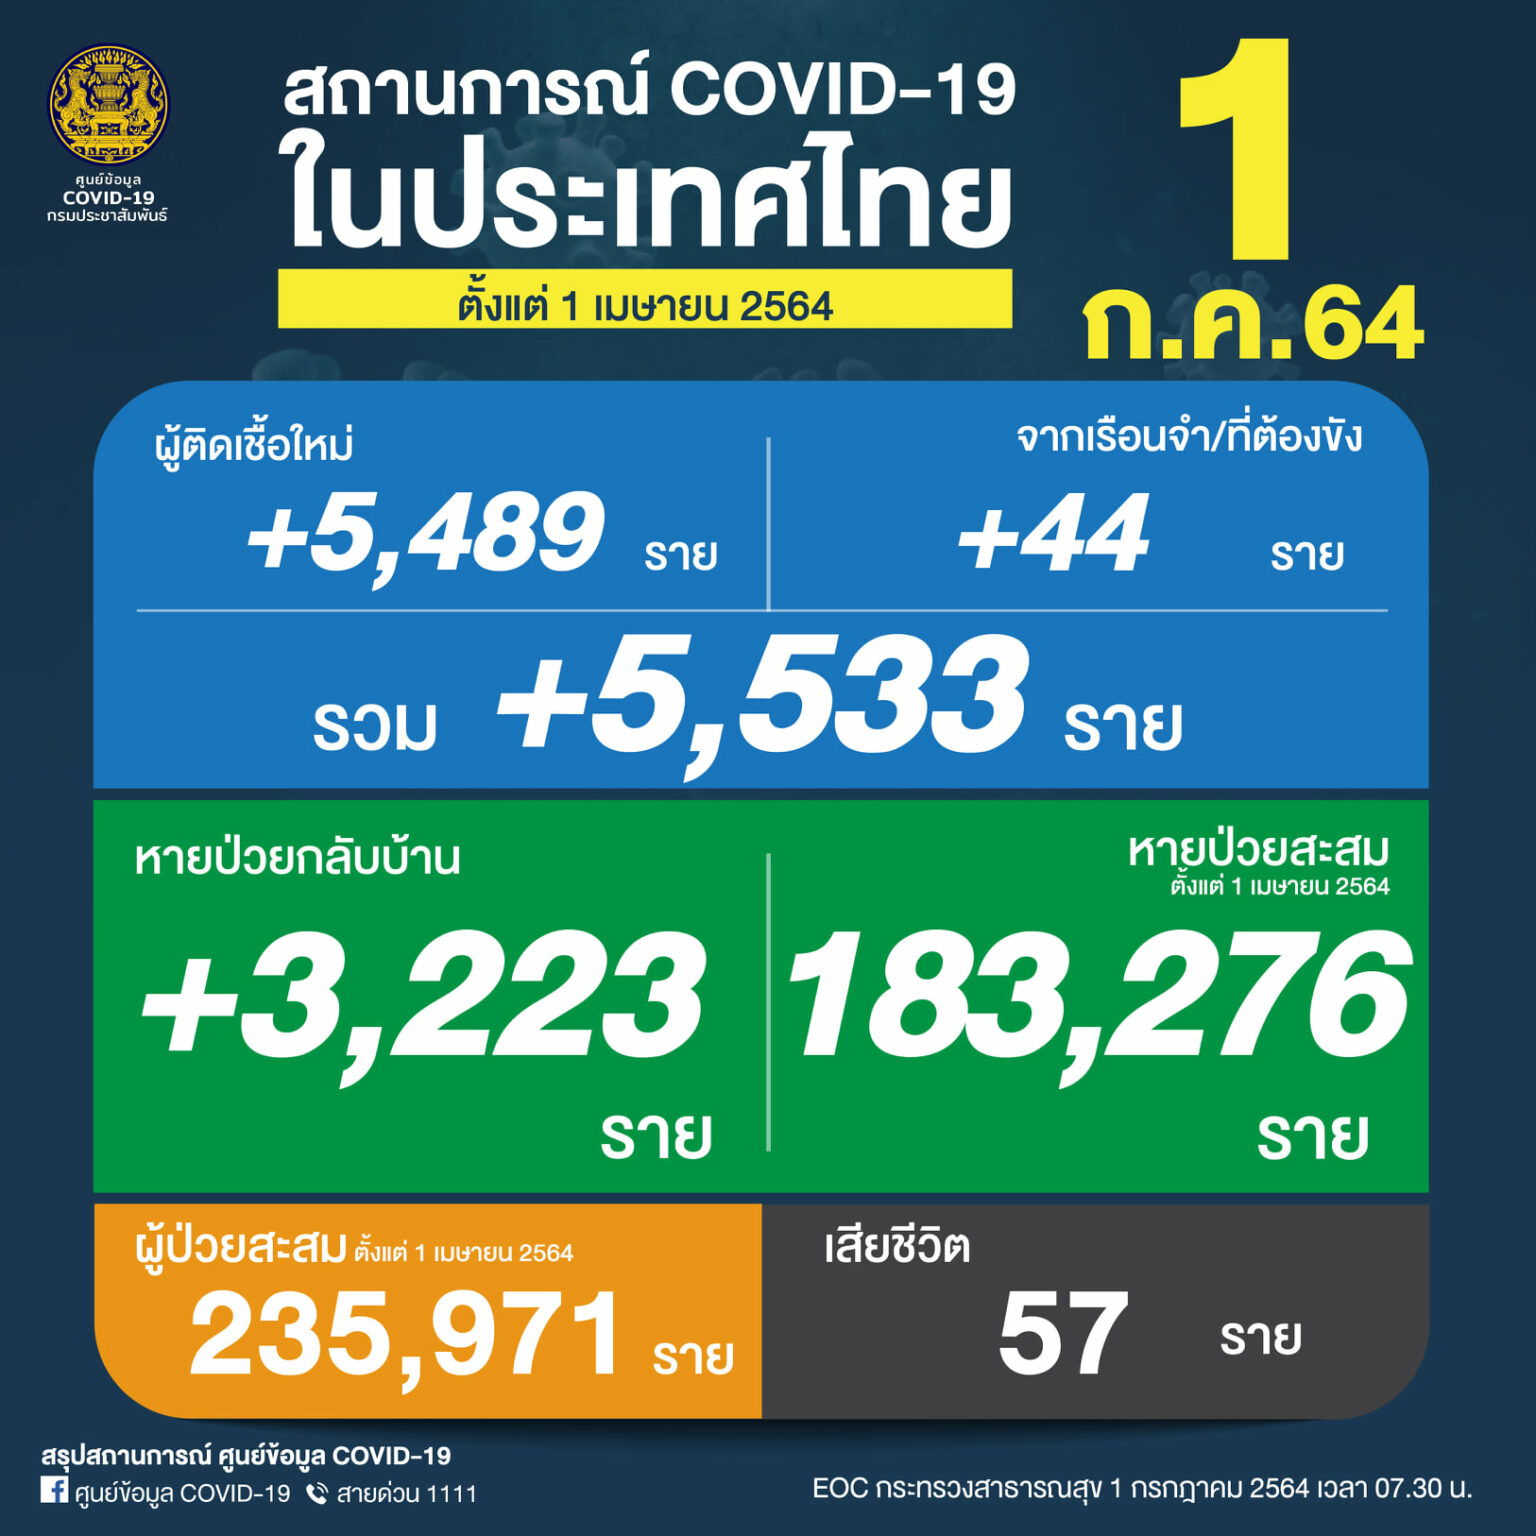 ศูนย์ข้อมูล
COVID-19
กรมประชาสัมพันธ์
สถานการณ์ COVID-19
ในประเทศไทย
ตั้งแต่ 1 เมษายน 2564
1
ก.ค.64
ผู้ติดเชื้อใหม่
+5,489 ราย
จากเรือนจำ/ที่ต้องขัง
+44 ราย
รวม +5,533 ราย
หายป่วยกลับบ้าน
+3,223
ราย
หายป่วยสะสม
ตั้งแต่ 1 เมษายน 2564
183,276
ราย
ผู้ป่วยสะสม ตั้งแต่ 1 เมษายน 2564
235,971 ราย
เสียชีวิต
57 ราย
สรุปสถานการณ์ ศูนย์ข้อมูล COVID-19
ศูนย์ข้อมูล COVID-19 สายด่วน 1111
EOC กระทรวงสาธารณสุข 1 กรกฎาคม 2564 เวลา 07.30 น.